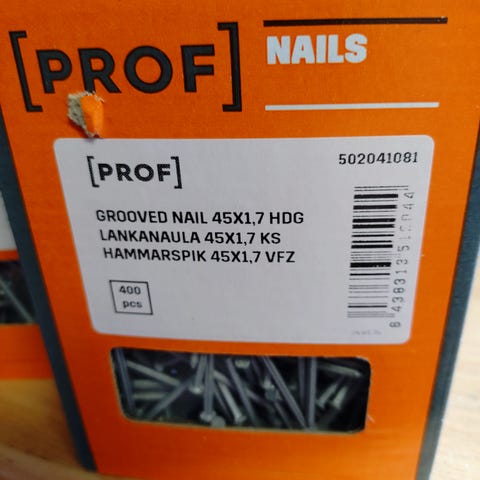 [PROF]
NAILS
[PROF]
502041081
GROOVED NAIL 45X1,7 HDG
LANKANAULA 45X1,7 KS
HAMMARSPIK 45X1,7 VFZ
400
pcs